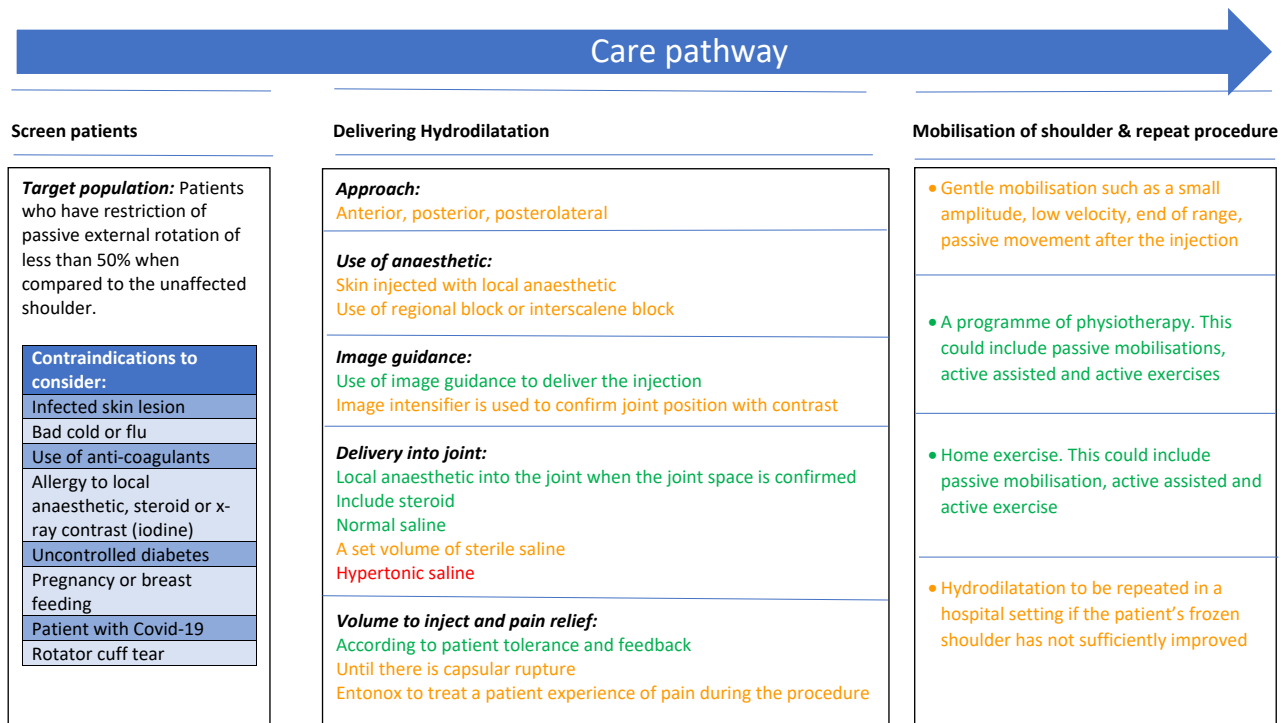 Care pathway
Screen patients
Target population: Patients
who have restriction of
passive external rotation of
less than 50% when
compared to the unaffected
shoulder.
Contraindications to
consider:
Infected skin lesion
Bad cold or flu
Use of anti-coagulants
Allergy to local
anaesthetic, steroid or x-
ray contrast (iodine)
Uncontrolled diabetes
Pregnancy or breast
feeding
Patient with Covid-19
Rotator cuff tear
Delivering Hydrodilatation
Approach:
Anterior, posterior, posterolateral
Use of anaesthetic:
Skin injected with local anaesthetic
Use of regional block or interscalene block
Image guidance:
Use of image guidance to deliver the injection
Image intensifier is used to confirm joint position with contrast
Delivery into joint:
Local anaesthetic into the joint when the joint space is confirmed
Include steroid
Normal saline
A set volume of sterile saline
Hypertonic saline
Volume to inject and pain relief:
According to patient tolerance and feedback
Until there is capsular rupture
Entonox to treat a patient experience of pain during the procedure
Mobilisation of shoulder & repeat procedure
• Gentle mobilisation such as a small
amplitude, low velocity, end of range,
passive movement after the injection
• A programme of physiotherapy. This
could include passive mobilisations,
active assisted and active exercises
• Home exercise. This could include
passive mobilisation, active assisted and
active exercise
• Hydrodilatation to be repeated in a
hospital setting if the patient's frozen
shoulder has not sufficiently improved